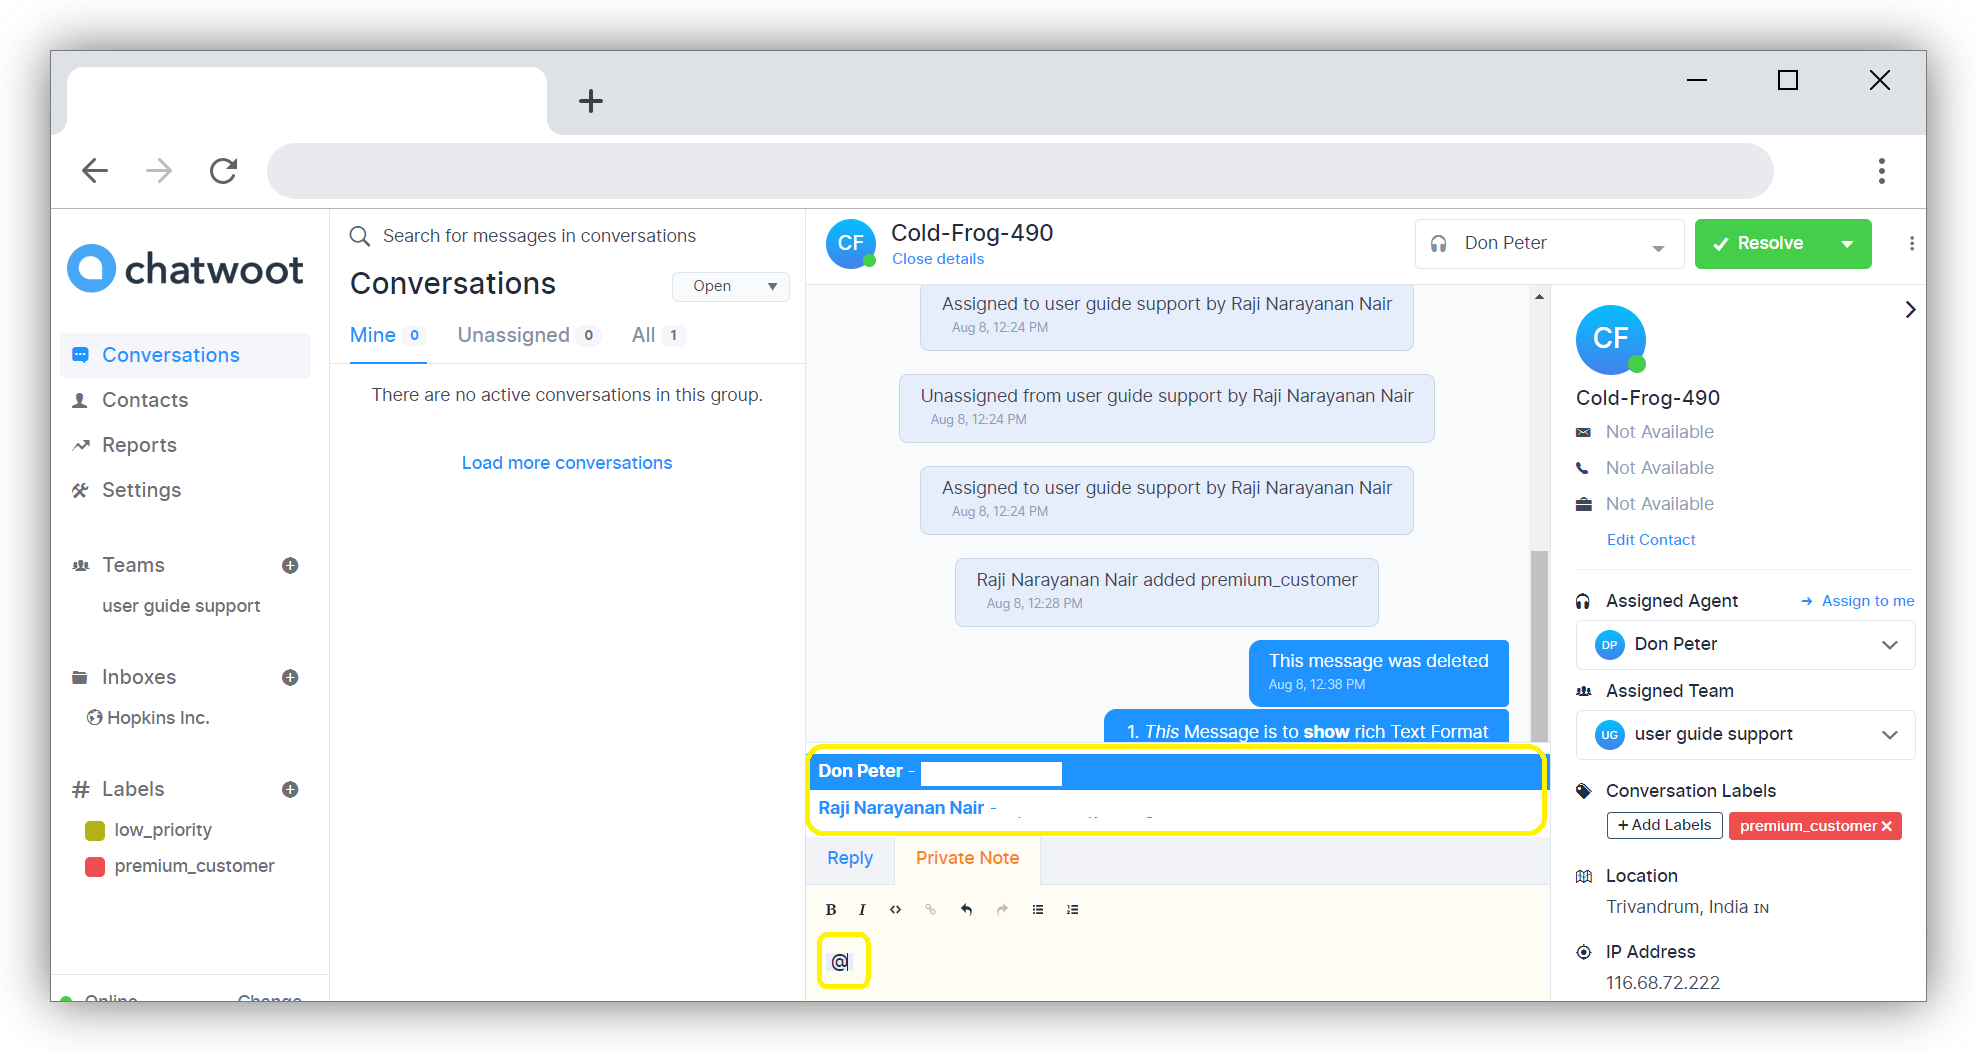 chatwoot
Conversations
Contacts
Reports
Settings
Teams
user guide support
Inboxes
Hopkins Inc.
# Labels
low_priority
premium_customer
Online
Change
Search for messages in conversations
Conversations
Open
Mine 0
Unassigned 0
All 1
There are no active conversations in this group.
Load more conversations
CF
Cold-Frog-490
Close details
Don Peter
Resolve
Assigned to user guide support by Raji Narayanan Nair
Aug 8, 12:24 PM
Unassigned from user guide support by Raji Narayanan Nair
Aug 8, 12:24 PM
Assigned to user guide support by Raji Narayanan Nair
Aug 8, 12:24 PM
Raji Narayanan Nair added premium_customer
Aug 8, 12:28 PM
This message was deleted
Aug 8, 12:38 PM
1. This Message is to show rich Text Format
Don Peter -
Raji Narayanan Nair -
Reply
Private Note
B I <>
@
CF
Cold-Frog-490
Not Available
Not Available
Not Available
Edit Contact
Assigned Agent
→ Assign to me
DP Don Peter
Assigned Team
UG user guide support
Conversation Labels
+ Add Labels
premium_customer ×
Location
Trivandrum, India IN
IP Address
116.68.72.222